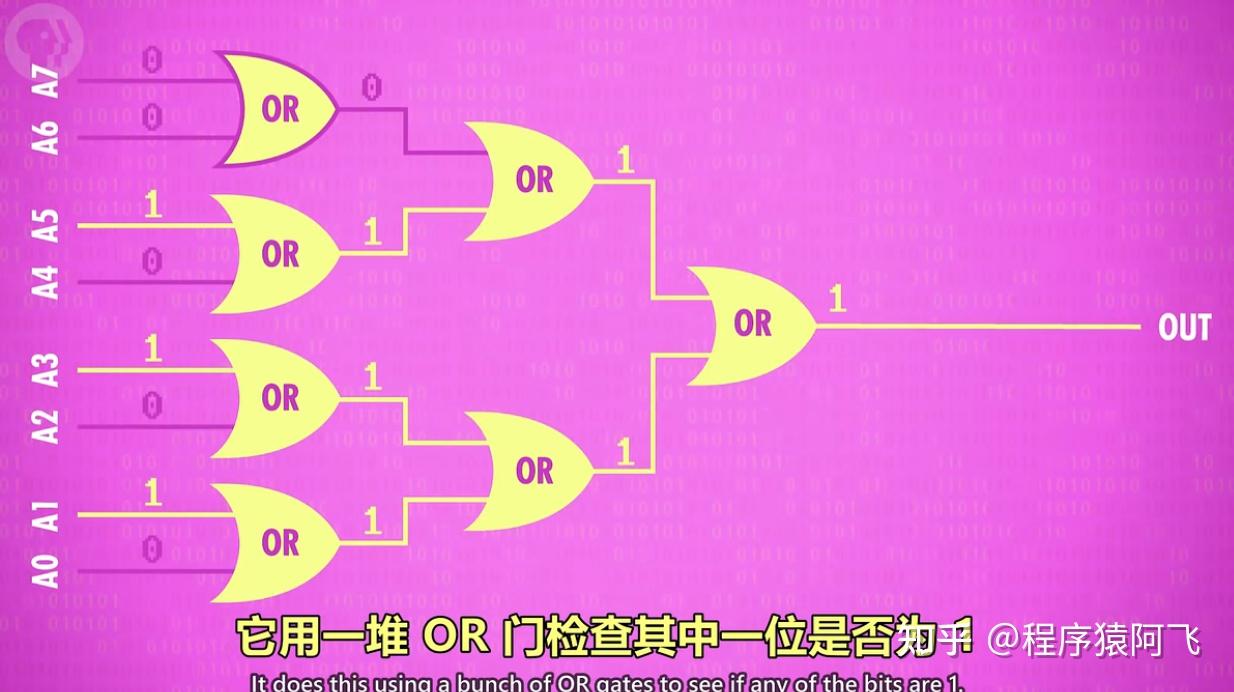 A7
0
A6
0
OR
0
A5
1
A4
0
OR
1
OR
1
A3
1
A2
0
OR
1
A1
1
A0
0
OR
1
OR
1
OR
1
OUT
它用一堆 OR 门检查其中一位是否为 1
知乎 @程序猿阿飞
It does this using a bunch of OR gates to see if any of the bits are 1.